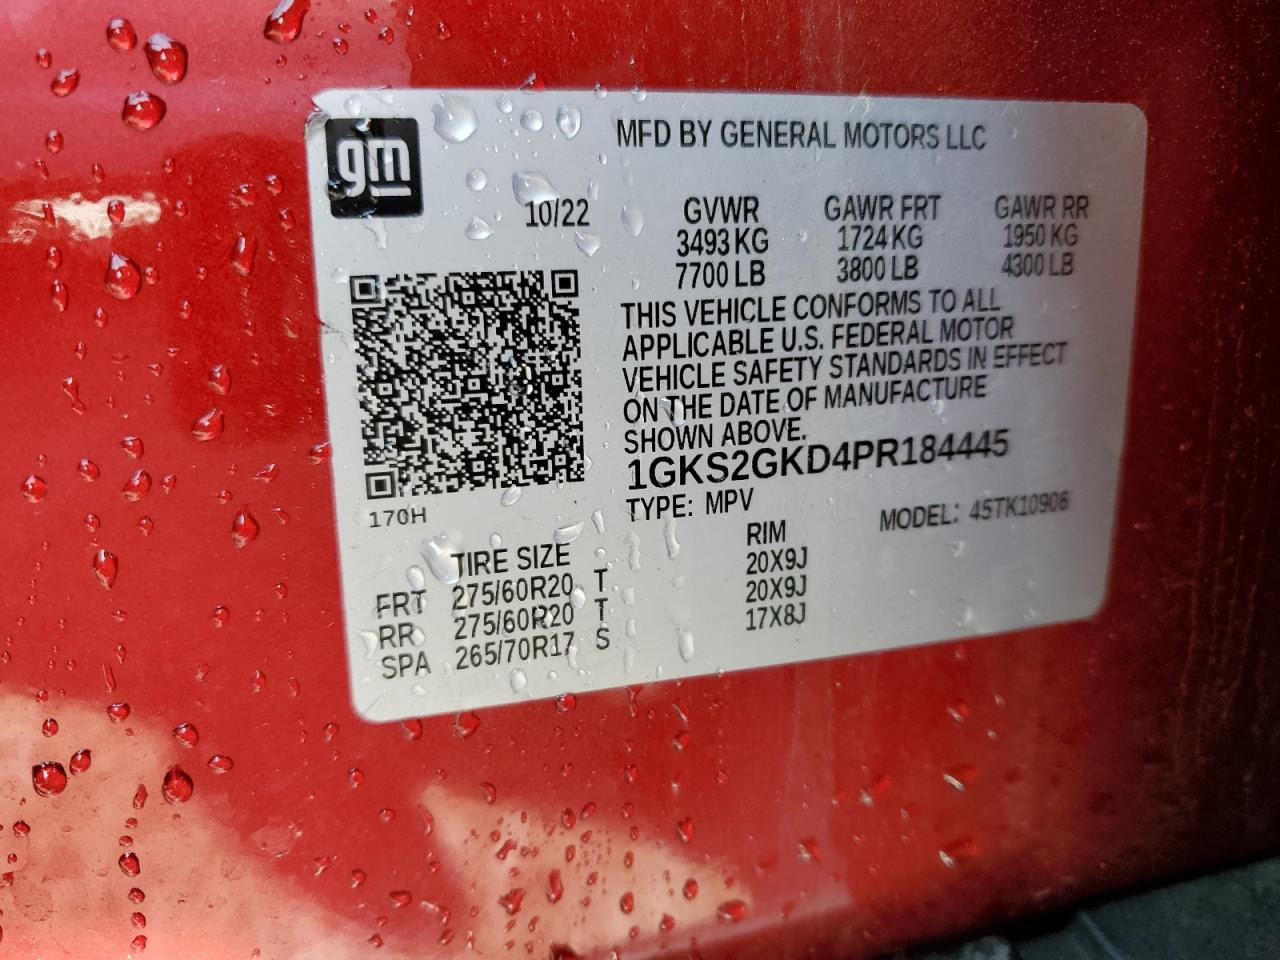 gm
MFD BY GENERAL MOTORS LLC
10/22
GVWR GAWR FRT GAWR RR
3493 KG 1724 KG 1950 KG
7700 LB 3800 LB 4300 LB
THIS VEHICLE CONFORMS TO ALL
APPLICABLE U.S. FEDERAL MOTOR
VEHICLE SAFETY STANDARDS IN EFFECT
ON THE DATE OF MANUFACTURE
SHOWN ABOVE.
1GKS2GKD4PR184445
TYPE: MPV MODEL: 45TK10906
170H
TIRE SIZE RIM
FRT 275/60R20 T 20X9J
RR 275/60R20 T 20X9J
SPA 265/70R17 S 17X8J